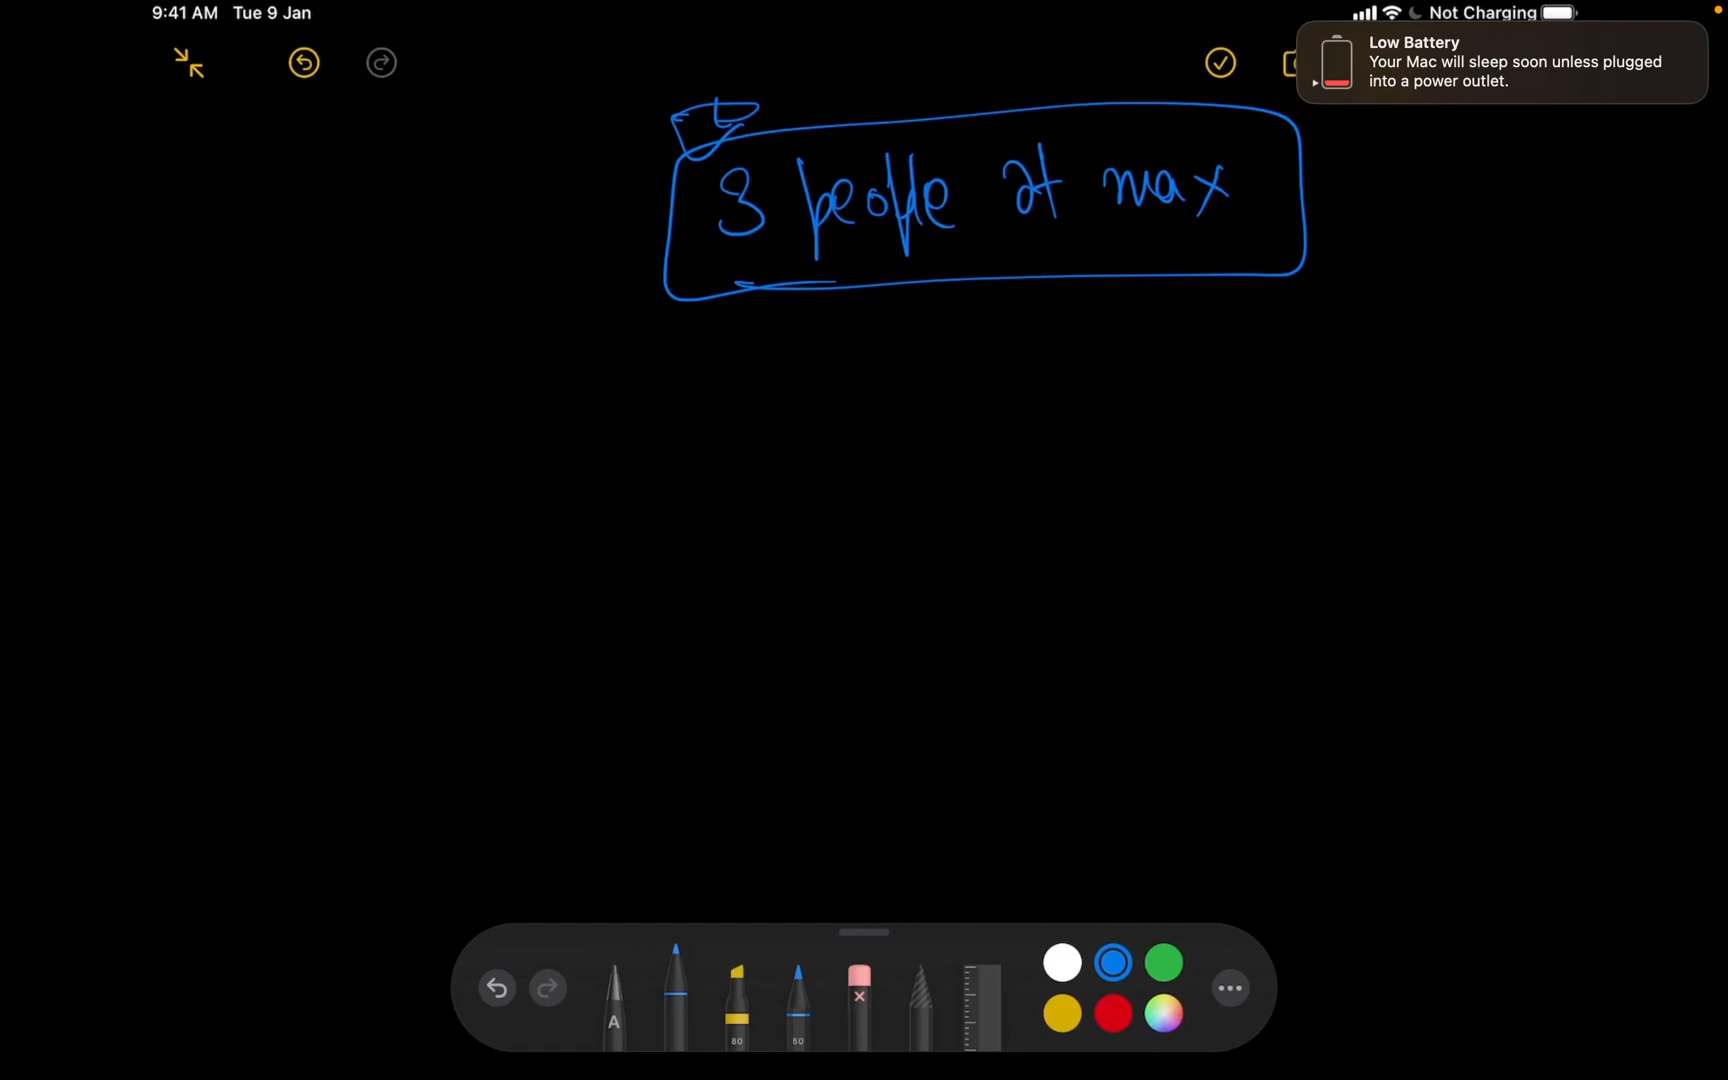 9:41 AM Tue 9 Jan
Not Charging
Low Battery
Your Mac will sleep soon unless plugged
into a power outlet.
3 people at max
A
80
50